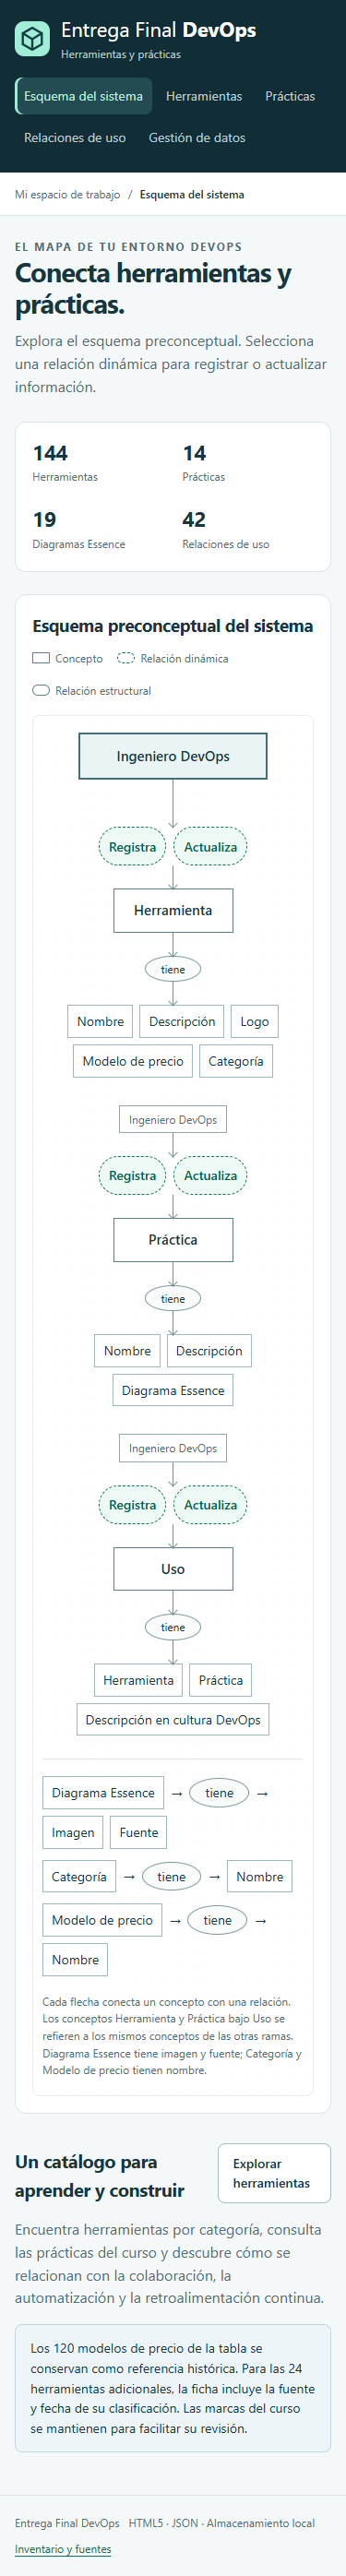 Entrega Final DevOps
Herramientas y prácticas
Esquema del sistema Herramientas Prácticas
Relaciones de uso Gestión de datos
Mi espacio de trabajo / Esquema del sistema
EL MAPA DE TU ENTORNO DEVOPS
Conecta herramientas y
prácticas.
Explora el esquema preconceptual. Selecciona
una relación dinámica para registrar o actualizar
información.
144 14
Herramientas Prácticas
19 42
Diagramas Essence Relaciones de uso
Esquema preconceptual del sistema
Concepto Relación dinámica
Relación estructural
Ingeniero DevOps
Registra Actualiza
Herramienta
tiene
Nombre Descripción Logo
Modelo de precio Categoría
Ingeniero DevOps
Registra Actualiza
Práctica
tiene
Nombre Descripción
Diagrama Essence
Ingeniero DevOps
Registra Actualiza
Uso
tiene
Herramienta Práctica
Descripción en cultura DevOps
Diagrama Essence → tiene →
Imagen Fuente
Categoría → tiene → Nombre
Modelo de precio → tiene →
Nombre
Cada flecha conecta un concepto con una relación.
Los conceptos Herramienta y Práctica bajo Uso se
refieren a los mismos conceptos de las otras ramas.
Diagrama Essence tiene imagen y fuente; Categoría y
Modelo de precio tienen nombre.
Un catálogo para
aprender y construir
Explorar
herramientas
Encuentra herramientas por categoría, consulta
las prácticas del curso y descubre cómo se
relacionan con la colaboración, la
automatización y la retroalimentación continua.
Los 120 modelos de precio de la tabla se
conservan como referencia histórica. Para las 24
herramientas adicionales, la ficha incluye la fuente
y fecha de su clasificación. Las marcas del curso
se mantienen para facilitar su revisión.
Entrega Final DevOps HTML5 · JSON · Almacenamiento local
Inventario y fuentes